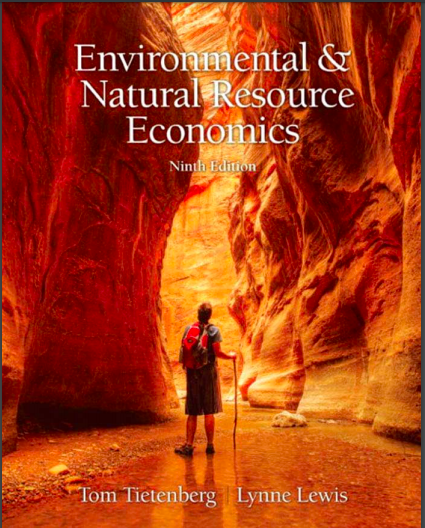 Environmental &
Natural Resource
Economics
Ninth Edition
Tom Tietenberg | Lynne Lewis